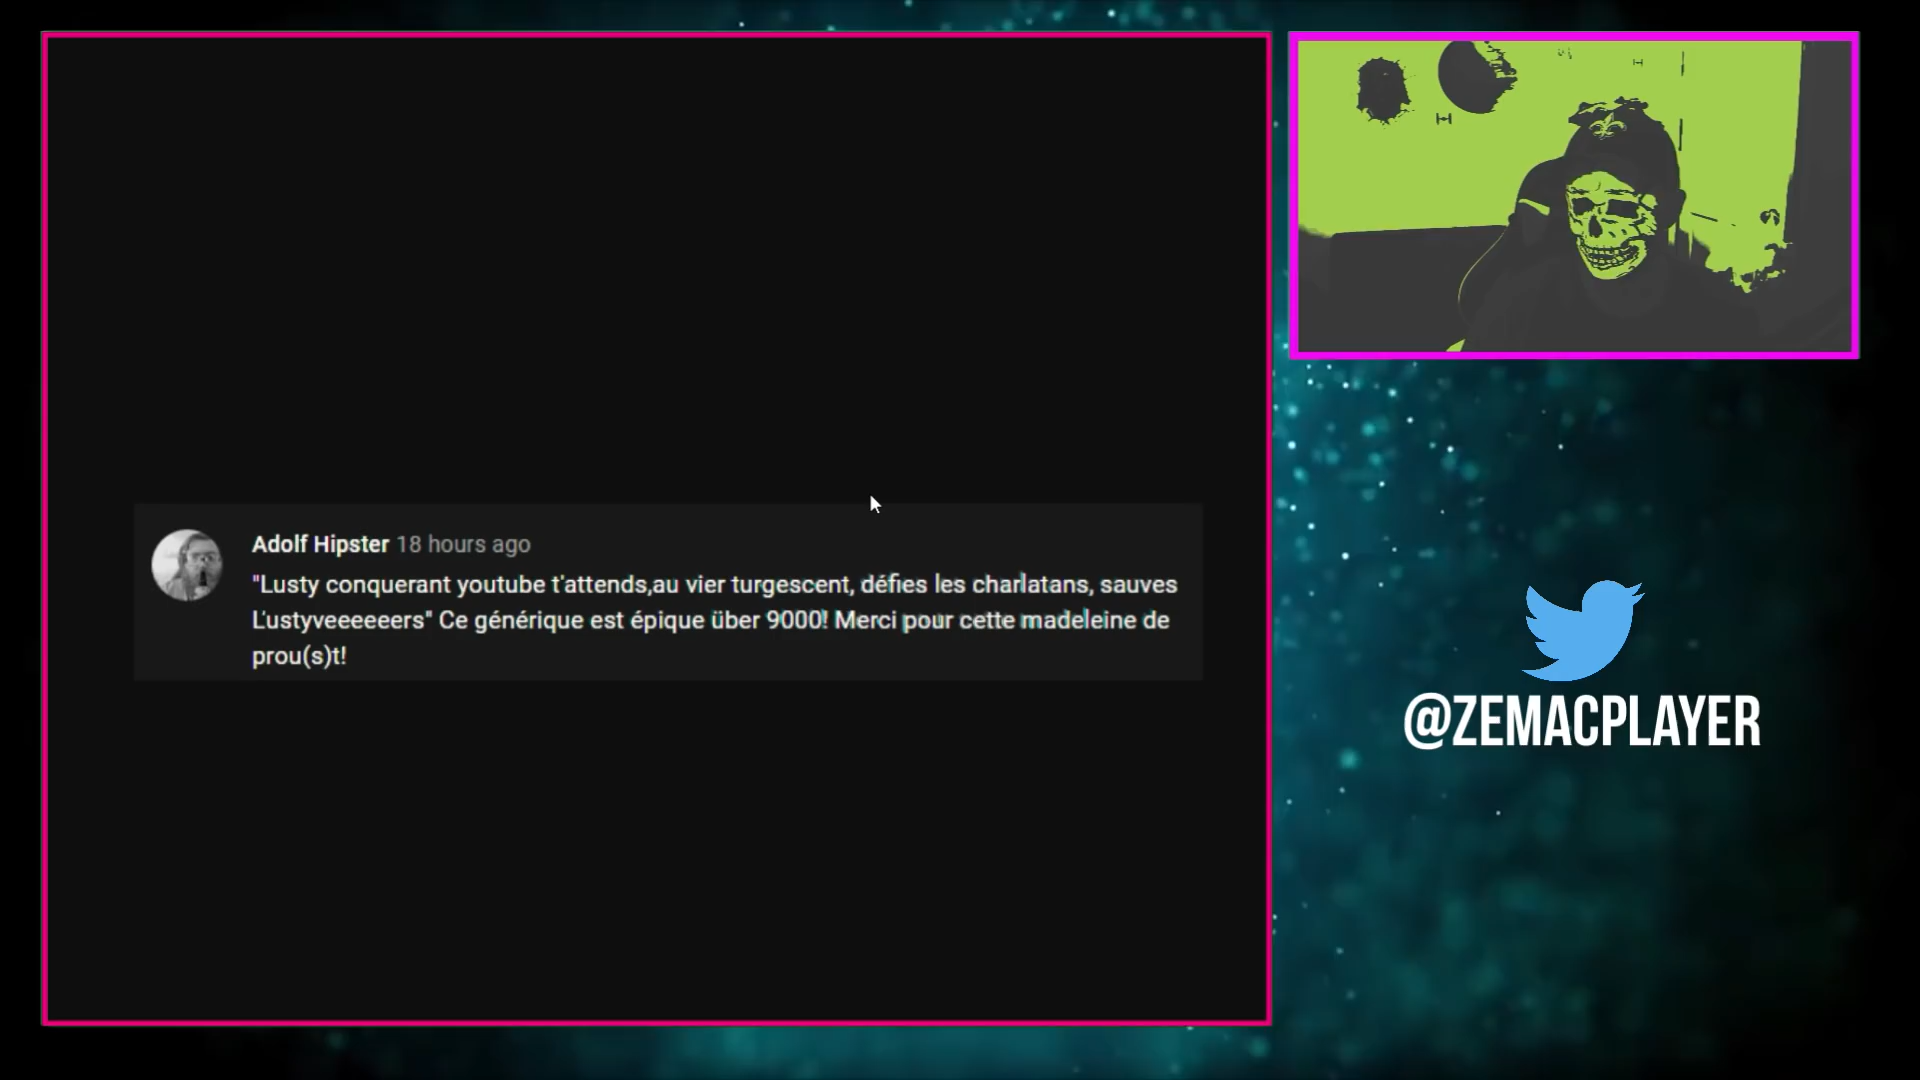 Adolf Hipster 18 hours ago
"Lusty conquerant youtube t'attends,au vier turgescent, défies les charlatans, sauves
L'ustyveeeeeers" Ce générique est épique über 9000! Merci pour cette madeleine de
prou(s)t!
@ZEMACPLAYER